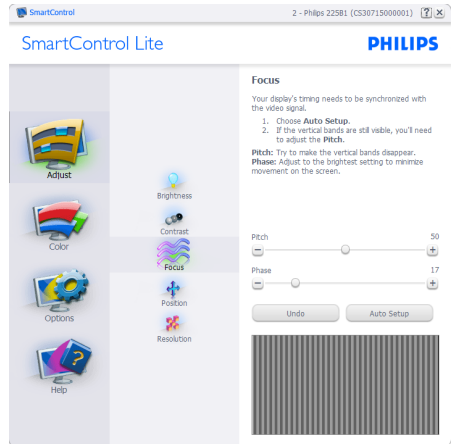 SmartControl
2 - Philips 225B1 (CS30715000001)
?
SmartControl Lite
PHILIPS
Adjust
Color
Options
Help
Brightness
Contrast
Focus
Position
Resolution
Focus
Your display's timing needs to be synchronized with
the video signal.
1. Choose Auto Setup.
2. If the vertical bands are still visible, you'll need
to adjust the Pitch.
Pitch: Try to make the vertical bands disappear.
Phase: Adjust to the brightest setting to minimize
movement on the screen.
Pitch 50
Phase 17
Undo
Auto Setup